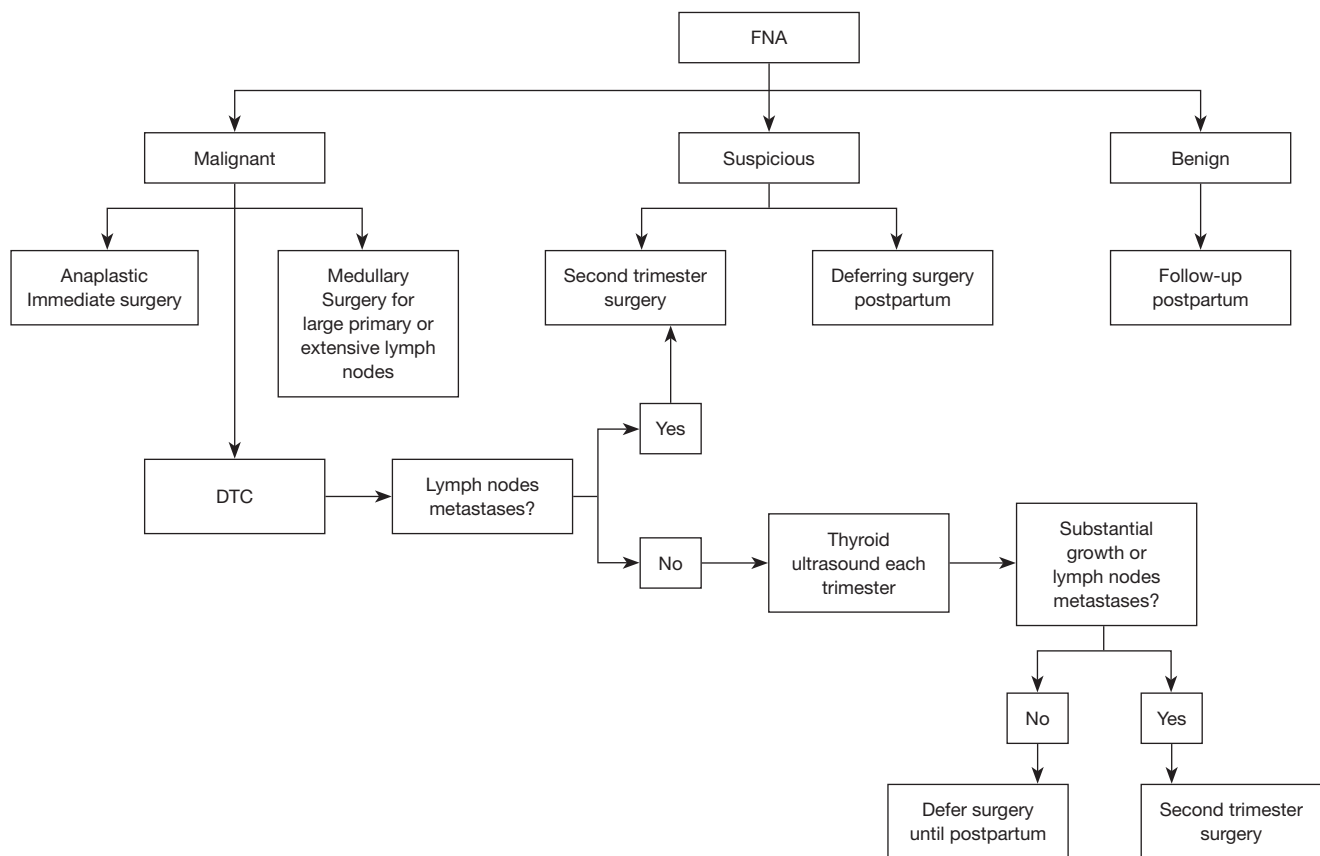 FNA
Malignant
Suspicious
Benign
Anaplastic
Immediate surgery
Medullary
Surgery for
large primary or
extensive lymph
nodes
Second trimester
surgery
Deferring surgery
postpartum
Follow-up
postpartum
Yes
DTC
Lymph nodes
metastases?
No
Thyroid
ultrasound each
trimester
Substantial
growth or
lymph nodes
metastases?
No
Yes
Defer surgery
until postpartum
Second trimester
surgery